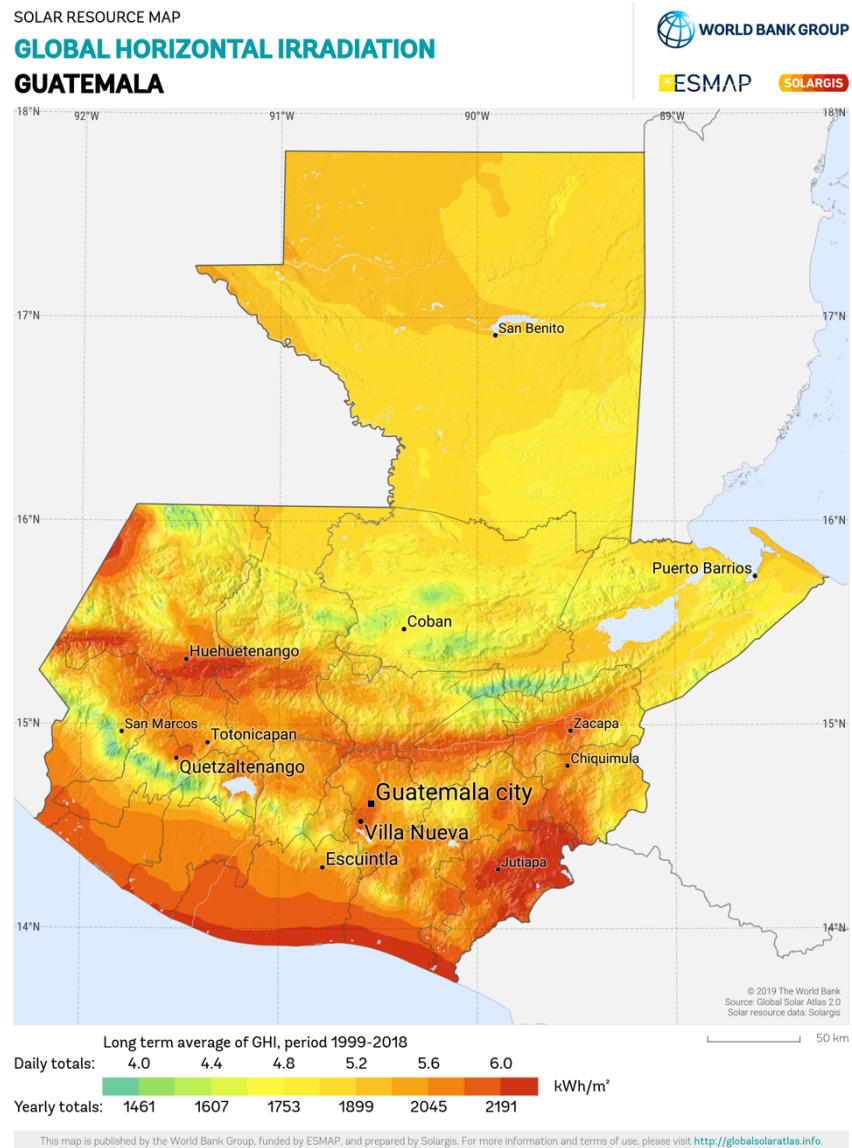 SOLAR RESOURCE MAP
GLOBAL HORIZONTAL IRRADIATION
GUATEMALA
WORLD BANK GROUP
ESMAP
SOLARGIS
18°N
92°W
91°W
90°W
89°W
18°N
17°N
17°N
San Benito
16°N
16°N
Puerto Barrios
Coban
Huehuetenango
15°N
San Marcos
Totonicapan
Zacapa
15°N
Quetzaltenango
Chiquimula
Guatemala city
Villa Nueva
Escuintla
Jutiapa
14°N
14°N
© 2019 The World Bank
Source: Global Solar Atlas 2.0
Solar resource data: Solargis
Long term average of GHI, period 1999-2018
50 km
Daily totals: 4.0 4.4 4.8 5.2 5.6 6.0
kWh/m²
Yearly totals: 1461 1607 1753 1899 2045 2191
This map is published by the World Bank Group, funded by ESMAP, and prepared by Solargis. For more information and terms of use, please visit http://globalsolaratlas.info.